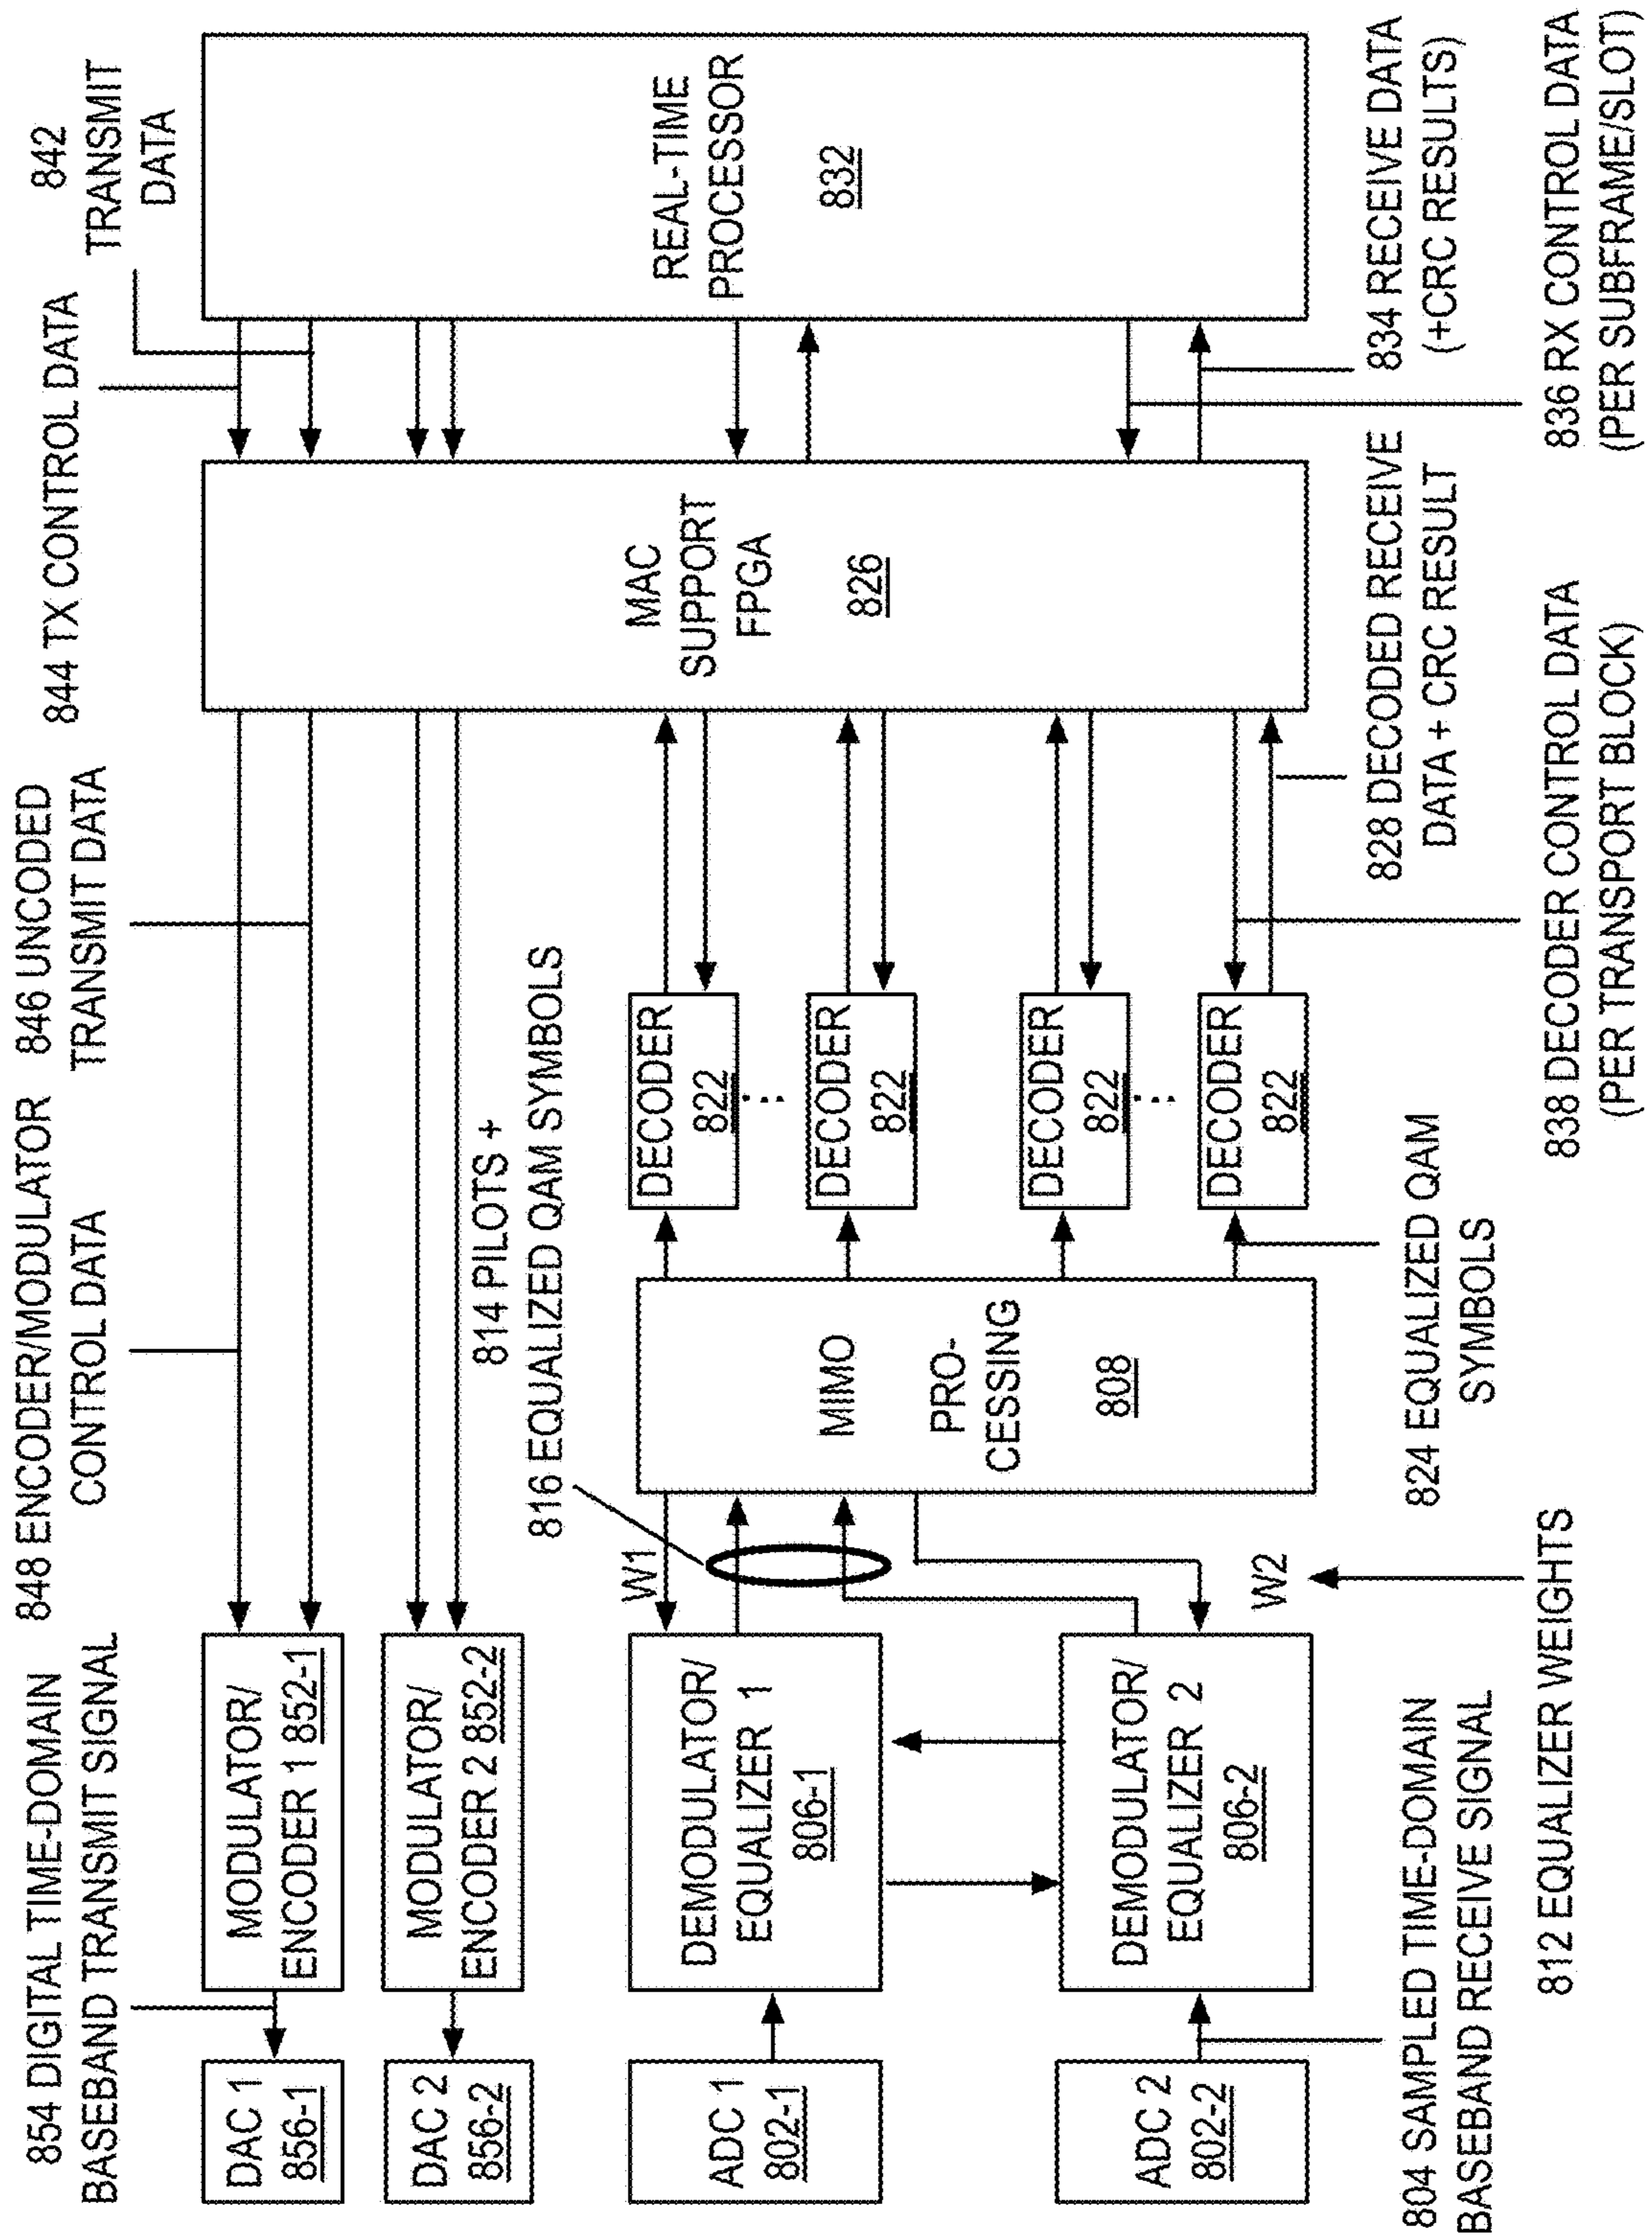 854 DIGITAL TIME-DOMAIN
BASEBAND TRANSMIT SIGNAL
848 ENCODER/MODULATOR
CONTROL DATA
846 UNCODED
TRANSMIT DATA
844 TX CONTROL DATA
842
TRANSMIT
DATA
DAC 1
856-1
MODULATOR/
ENCODER 1 852-1
DAC 2
856-2
MODULATOR/
ENCODER 2 852-2
814 PILOTS +
816 EQUALIZED QAM SYMBOLS
ADC 1
802-1
DEMODULATOR/
EQUALIZER 1
806-1
W1
MIMO
PRO-
CESSING
808
DECODER
822
DECODER
822
DECODER
822
DECODER
822
MAC
SUPPORT
FPGA
826
REAL-TIME
PROCESSOR
832
ADC 2
802-2
DEMODULATOR/
EQUALIZER 2
806-2
W2
804 SAMPLED TIME-DOMAIN
BASEBAND RECEIVE SIGNAL
812 EQUALIZER WEIGHTS
824 EQUALIZED QAM
SYMBOLS
828 DECODED RECEIVE
DATA + CRC RESULT
834 RECEIVE DATA
(+CRC RESULTS)
838 DECODER CONTROL DATA
(PER TRANSPORT BLOCK)
836 RX CONTROL DATA
(PER SUBFRAME/SLOT)